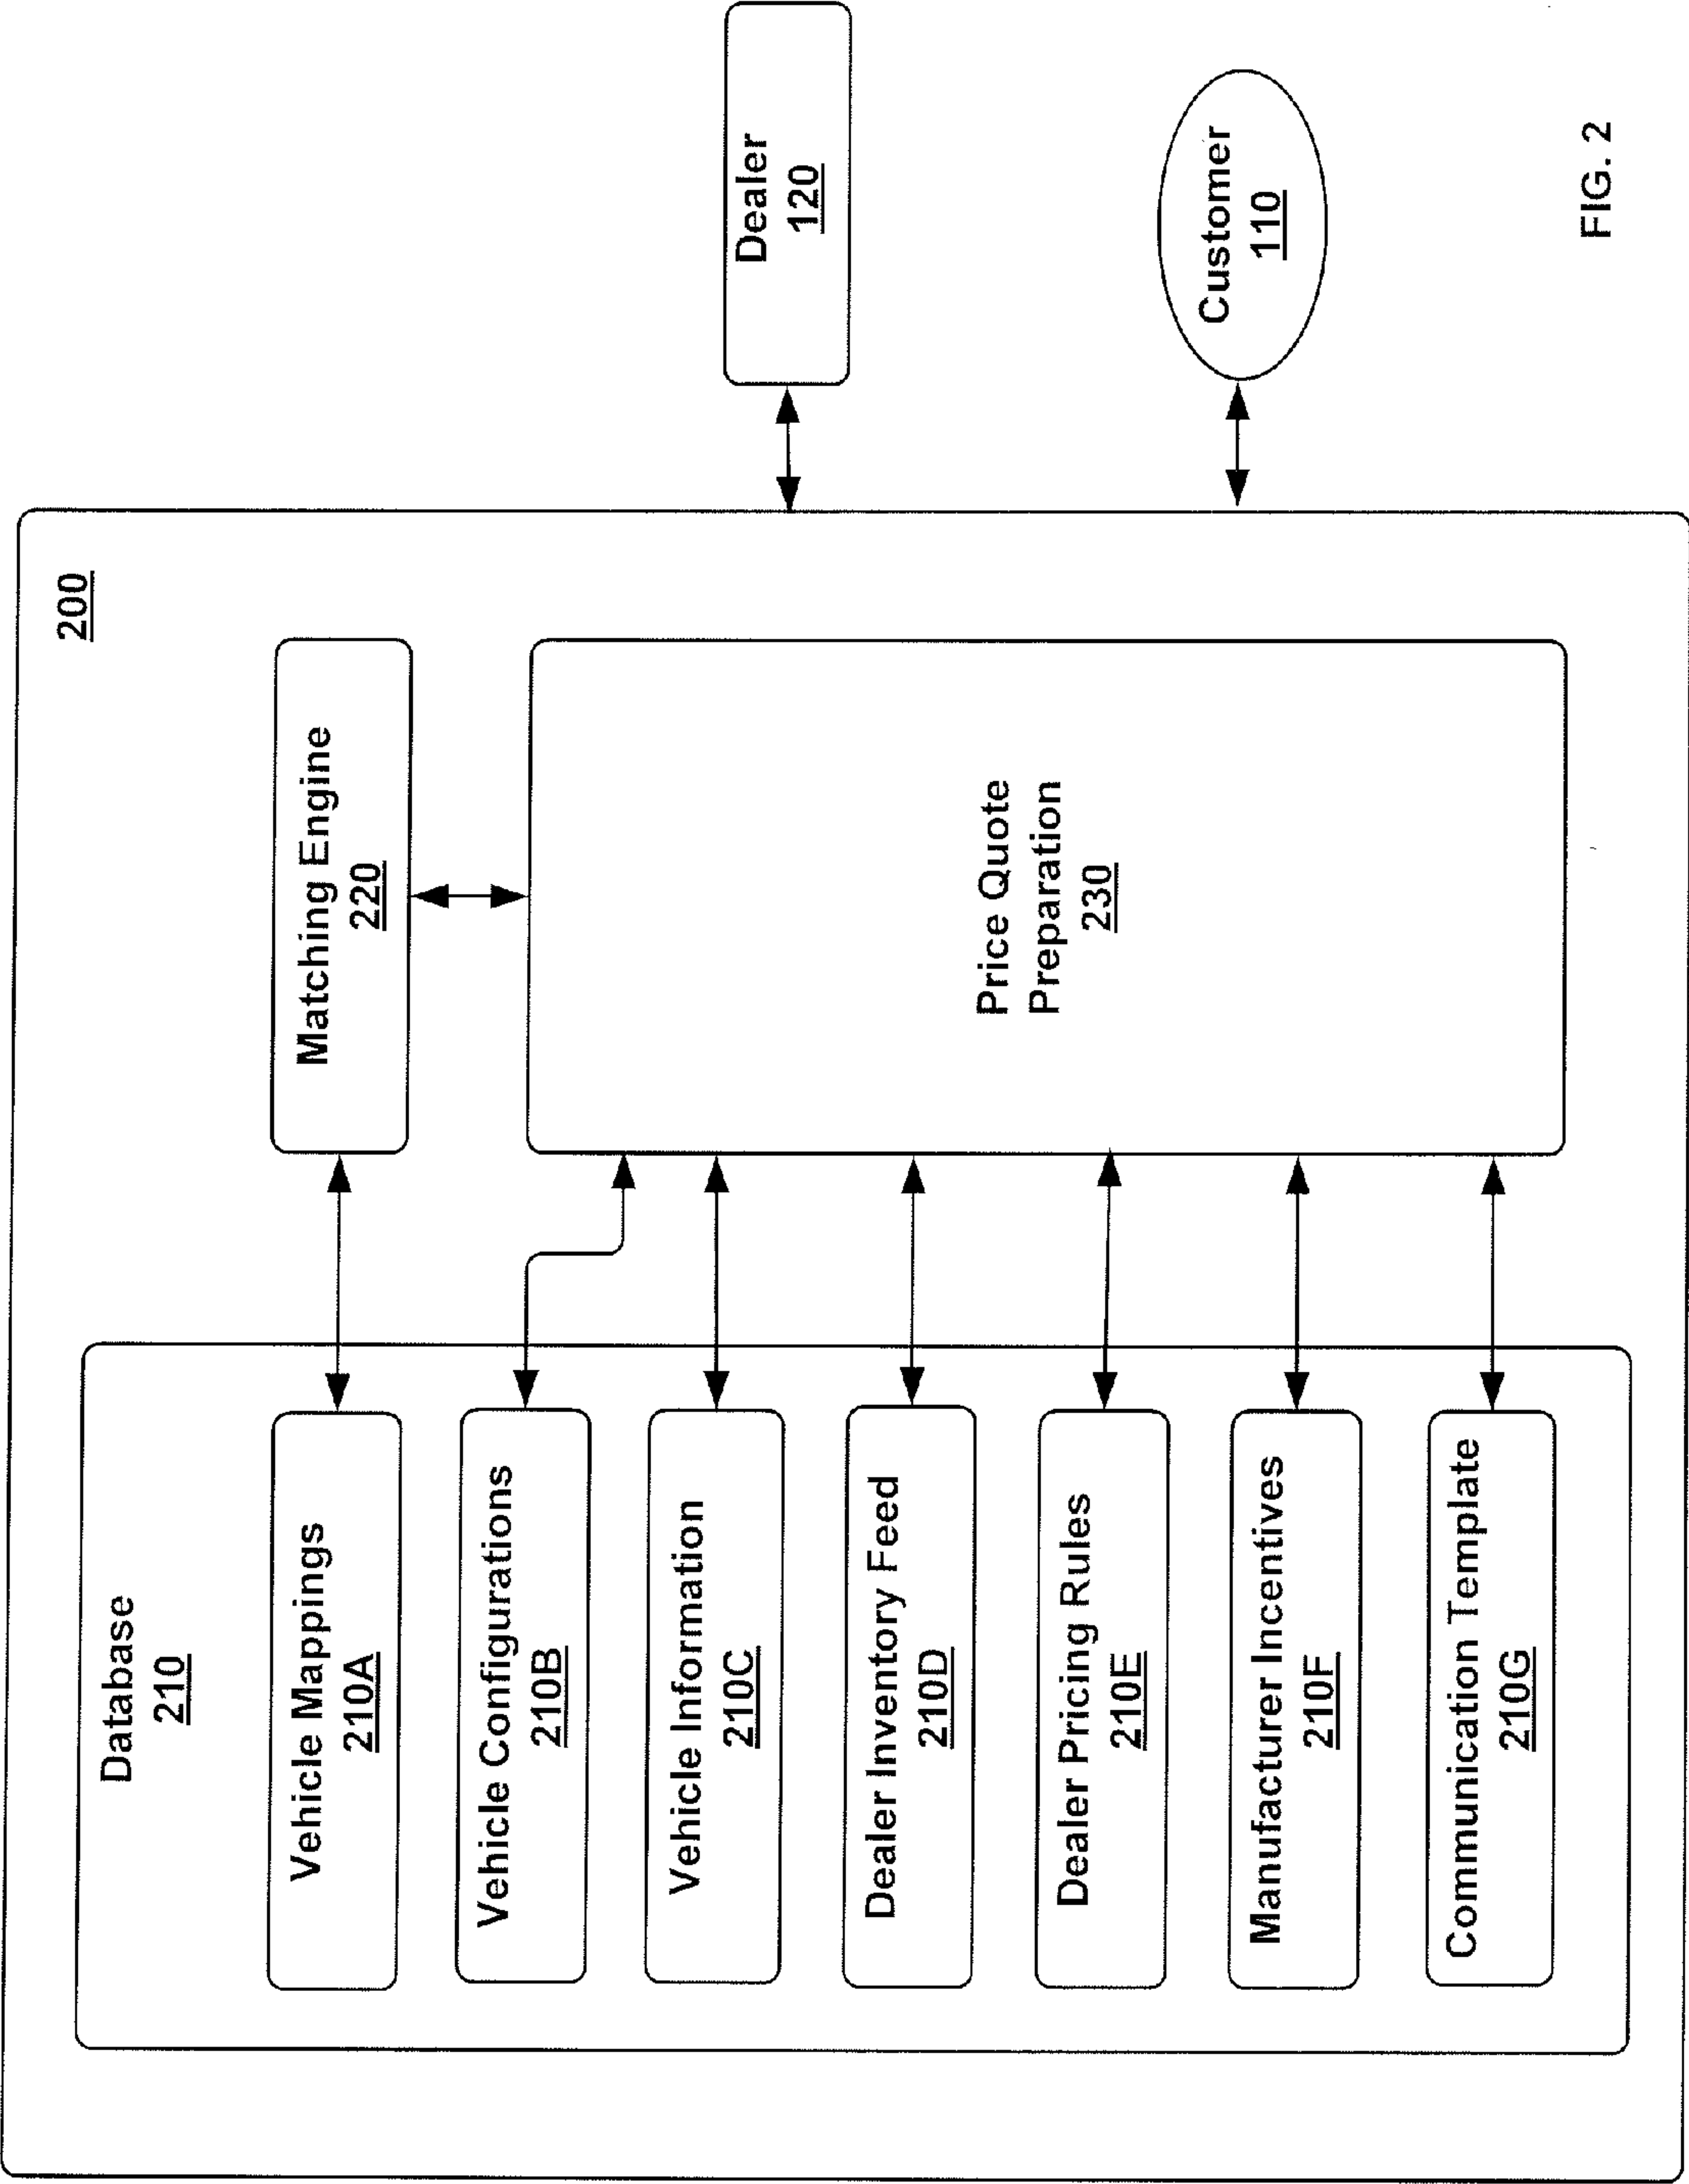 200
Database
210
Vehicle Mappings
210A
Vehicle Configurations
210B
Vehicle Information
210C
Dealer Inventory Feed
210D
Dealer Pricing Rules
210E
Manufacturer Incentives
210F
Communication Template
210G
Matching Engine
220
Price Quote
Preparation
230
Dealer
120
Customer
110
FIG. 2